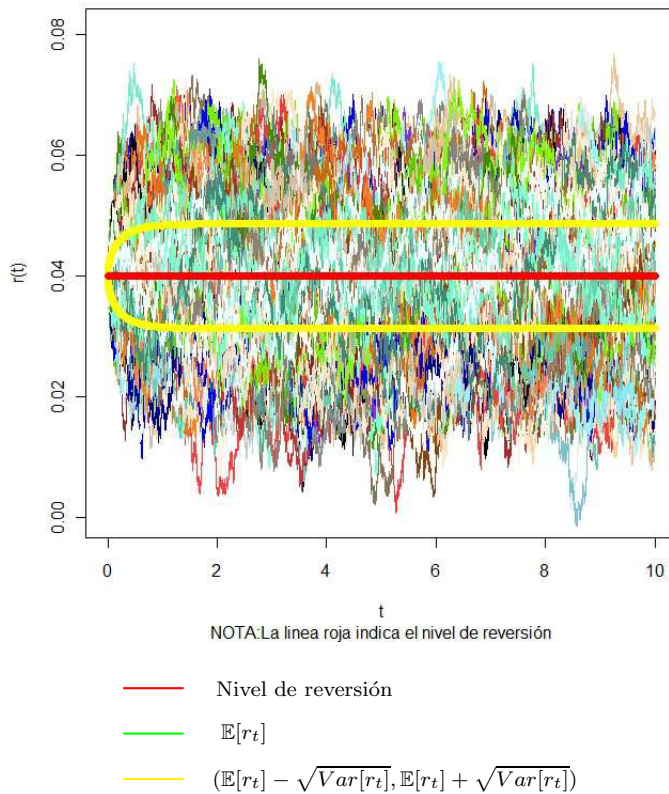 0.08
0.06
0.04
0.02
0.00
r(t)
0 2 4 6 8 10
t
NOTA:La linea roja indica el nivel de reversión
Nivel de reversión
𝔼[r_t]
(𝔼[r_t] − √Var[r_t], 𝔼[r_t] + √Var[r_t])